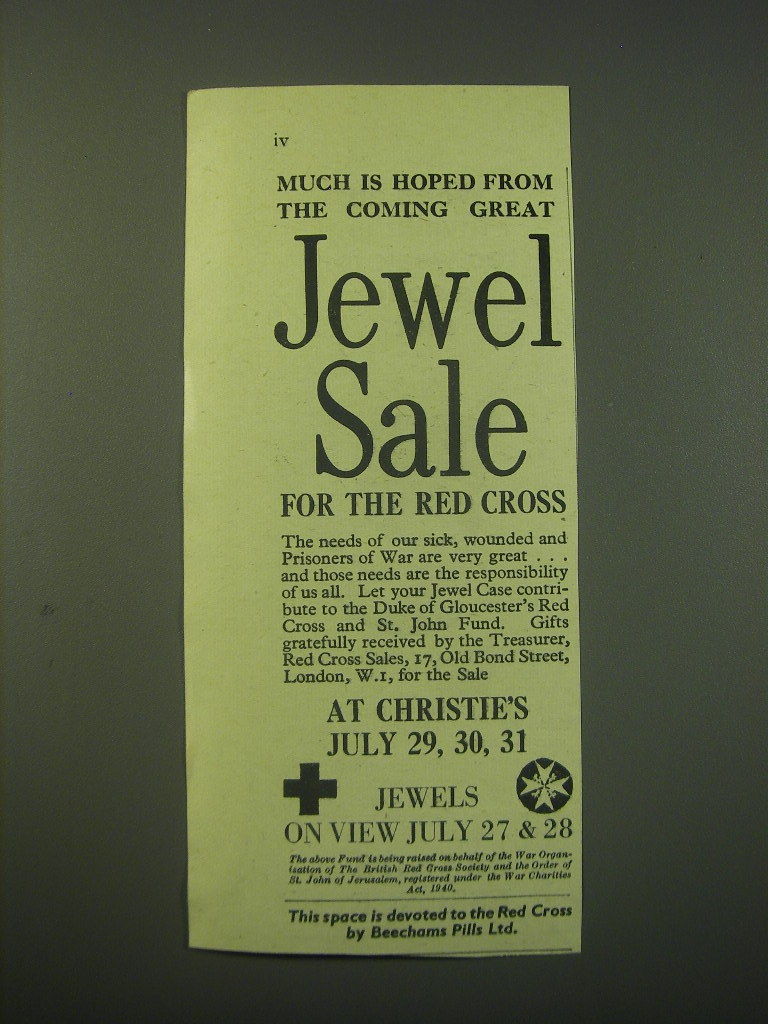 iv
MUCH IS HOPED FROM
THE COMING GREAT
Jewel
Sale
FOR THE RED CROSS
The needs of our sick, wounded and
Prisoners of War are very great . . .
and those needs are the responsibility
of us all. Let your Jewel Case contri-
bute to the Duke of Gloucester's Red
Cross and St. John Fund. Gifts
gratefully received by the Treasurer,
Red Cross Sales, 17, Old Bond Street,
London, W.1, for the Sale
AT CHRISTIE'S
JULY 29, 30, 31
JEWELS
ON VIEW JULY 27 & 28
The above Fund is being raised on behalf of the War Organ-
isation of The British Red Cross Society and the Order of
St. John of Jerusalem, registered under the War Charities
Act, 1940.
This space is devoted to the Red Cross
by Beechams Pills Ltd.